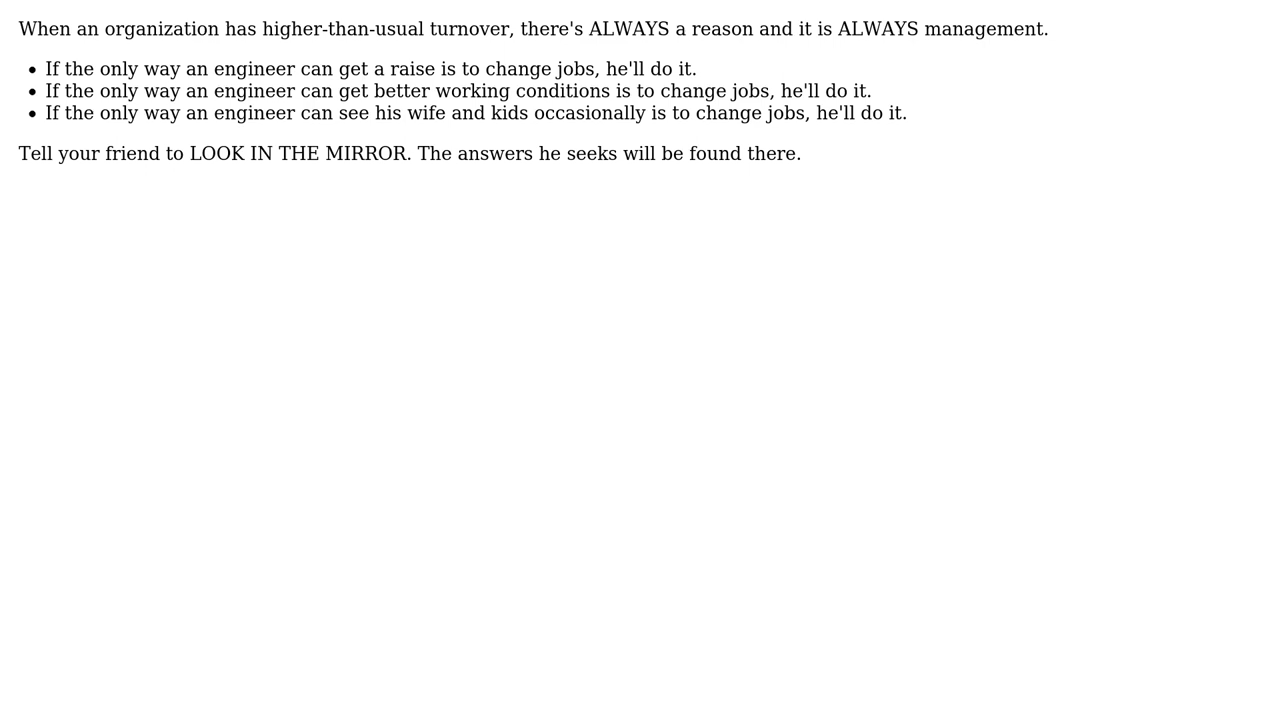 When an organization has higher-than-usual turnover, there's ALWAYS a reason and it is ALWAYS management.
• If the only way an engineer can get a raise is to change jobs, he'll do it.
• If the only way an engineer can get better working conditions is to change jobs, he'll do it.
• If the only way an engineer can see his wife and kids occasionally is to change jobs, he'll do it.
Tell your friend to LOOK IN THE MIRROR. The answers he seeks will be found there.